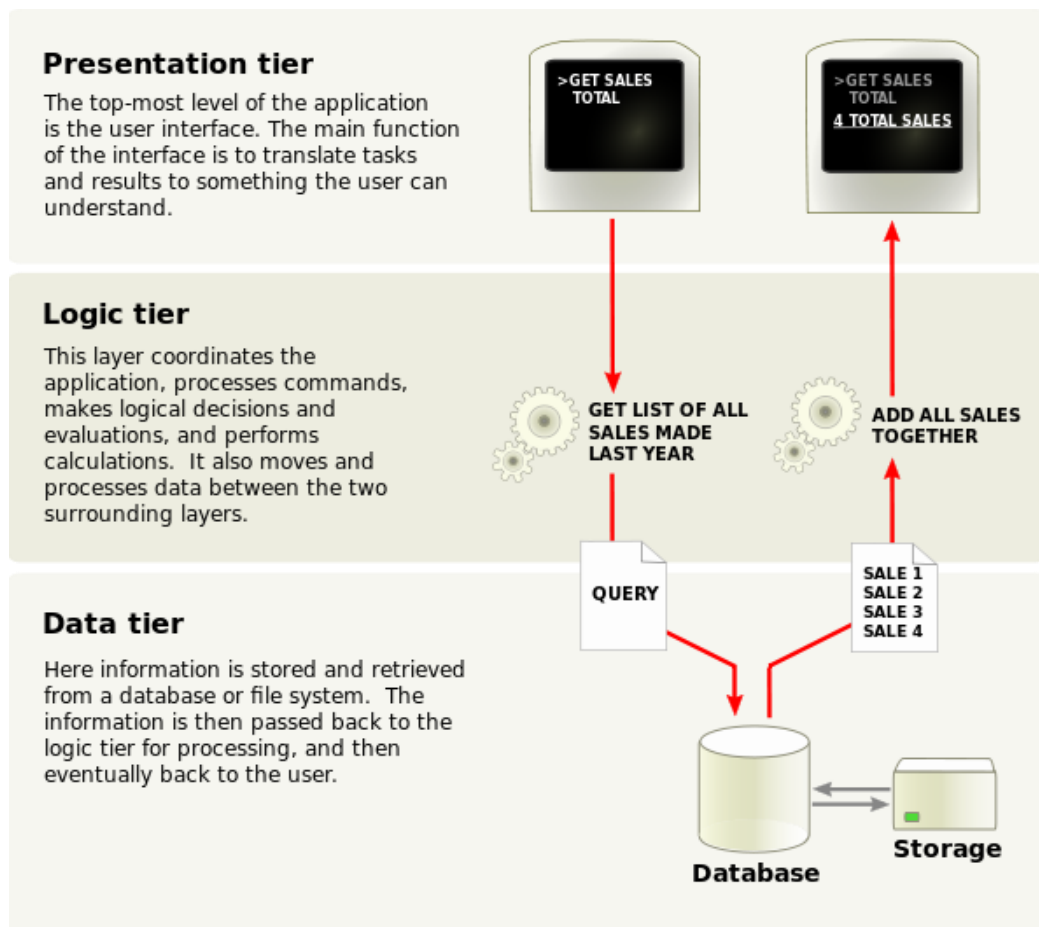 Presentation tier
The top-most level of the application
is the user interface. The main function
of the interface is to translate tasks
and results to something the user can
understand.
>GET SALES
TOTAL
>GET SALES
TOTAL
4 TOTAL SALES
Logic tier
This layer coordinates the
application, processes commands,
makes logical decisions and
evaluations, and performs
calculations.  It also moves and
processes data between the two
surrounding layers.
GET LIST OF ALL
SALES MADE
LAST YEAR
ADD ALL SALES
TOGETHER
QUERY
SALE 1
SALE 2
SALE 3
SALE 4
Data tier
Here information is stored and retrieved
from a database or file system.  The
information is then passed back to the
logic tier for processing, and then
eventually back to the user.
Database
Storage